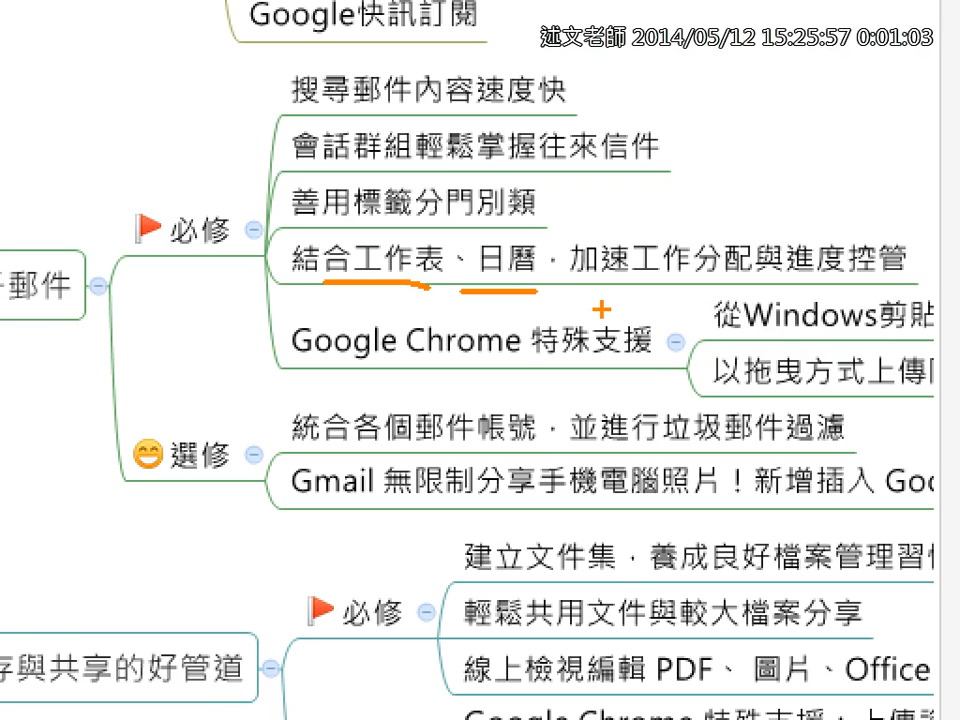 Google快訊訂閱
述文老師 2014/05/12 15:25:57 0:01:03
搜尋郵件內容速度快
會話群組輕鬆掌握往來信件
善用標籤分門別類
必修
結合工作表、日曆，加速工作分配與進度控管
郵件
Google Chrome 特殊支援
從Windows剪貼
以拖曳方式上傳
統合各個郵件帳號，並進行垃圾郵件過濾
選修
Gmail 無限制分享手機電腦照片！新增插入 Goo
建立文件集，養成良好檔案管理習
必修
輕鬆共用文件與較大檔案分享
存與共享的好管道
線上檢視編輯 PDF、 圖片、Office
Google Chrome 特殊支援，上傳